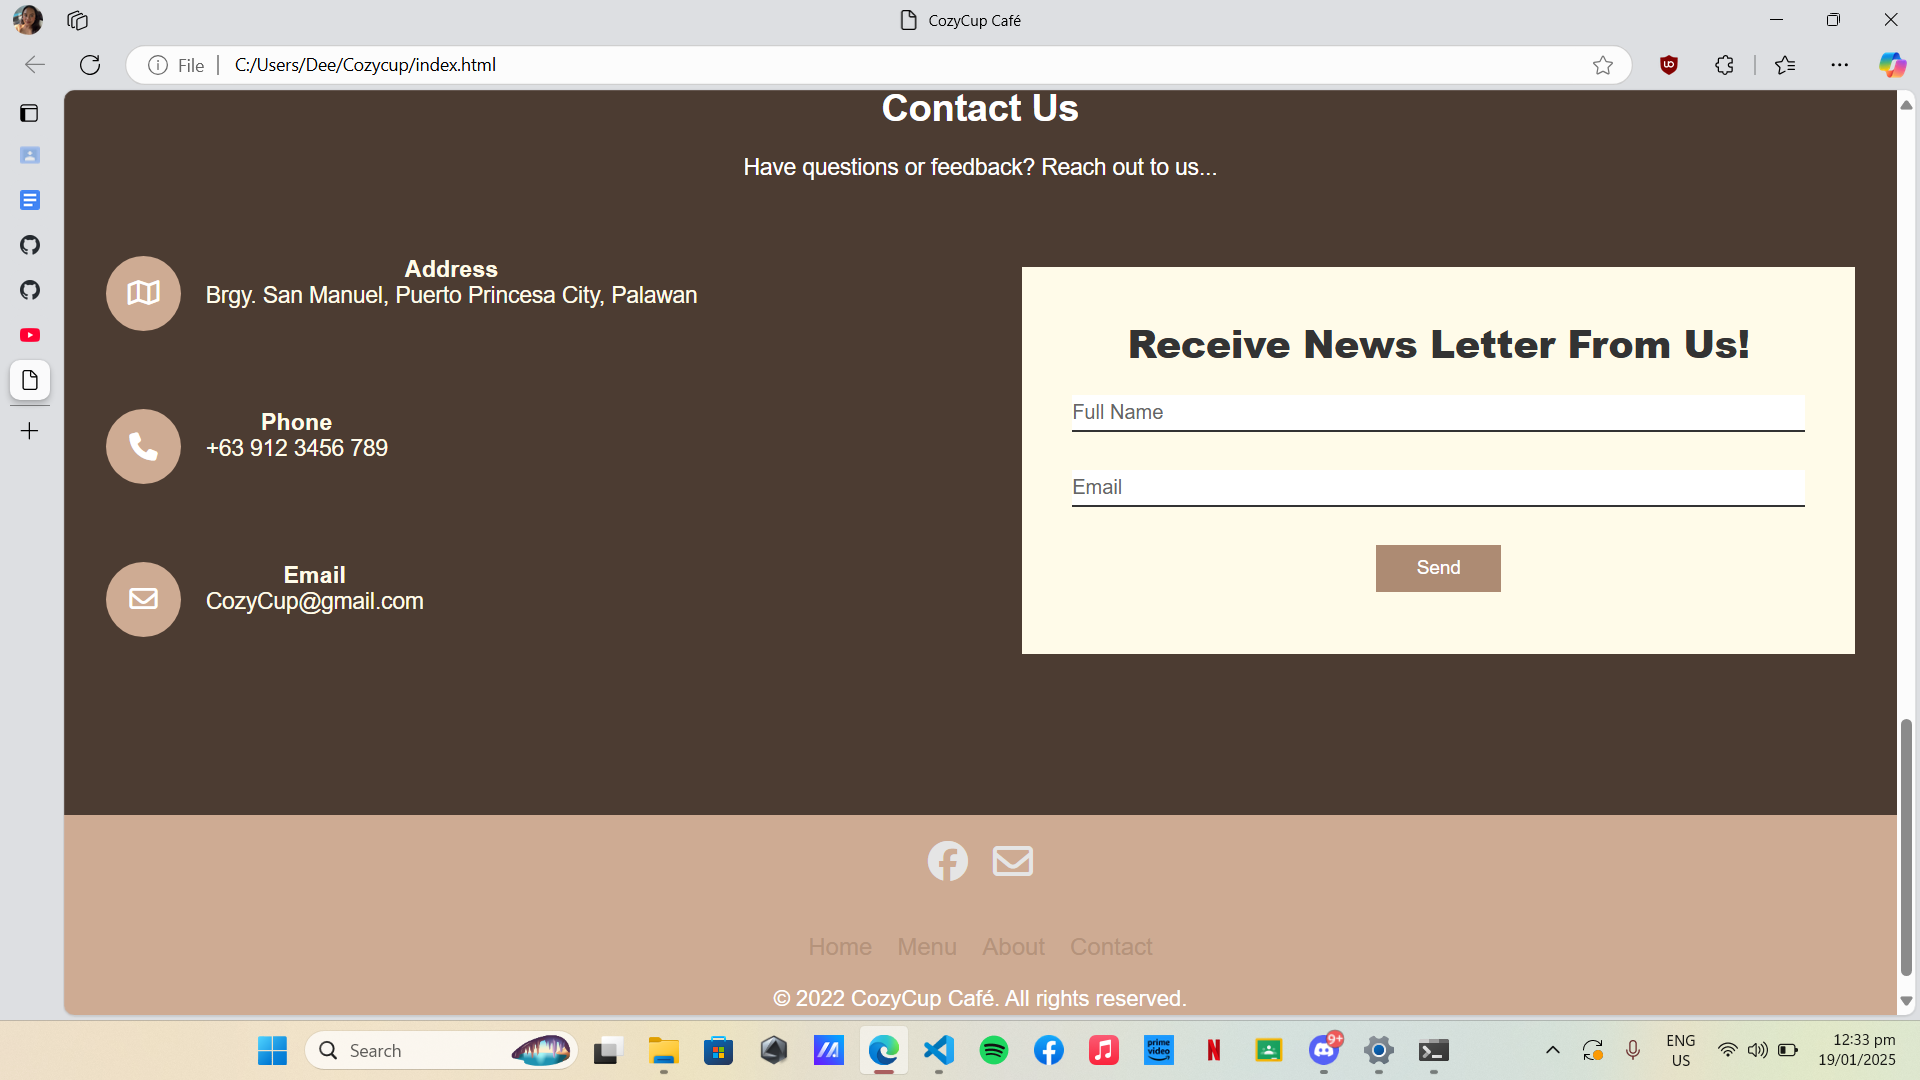 CozyCup Café
File
C:/Users/Dee/Cozycup/index.html
Contact Us
Have questions or feedback? Reach out to us...
Address
Brgy. San Manuel, Puerto Princesa City, Palawan
Phone
+63 912 3456 789
Email
CozyCup@gmail.com
Receive News Letter From Us!
Full Name
Email
Send
Home Menu About Contact
© 2022 CozyCup Café. All rights reserved.
Search
prime video
N
9+
ENG
US
12:33 pm
19/01/2025